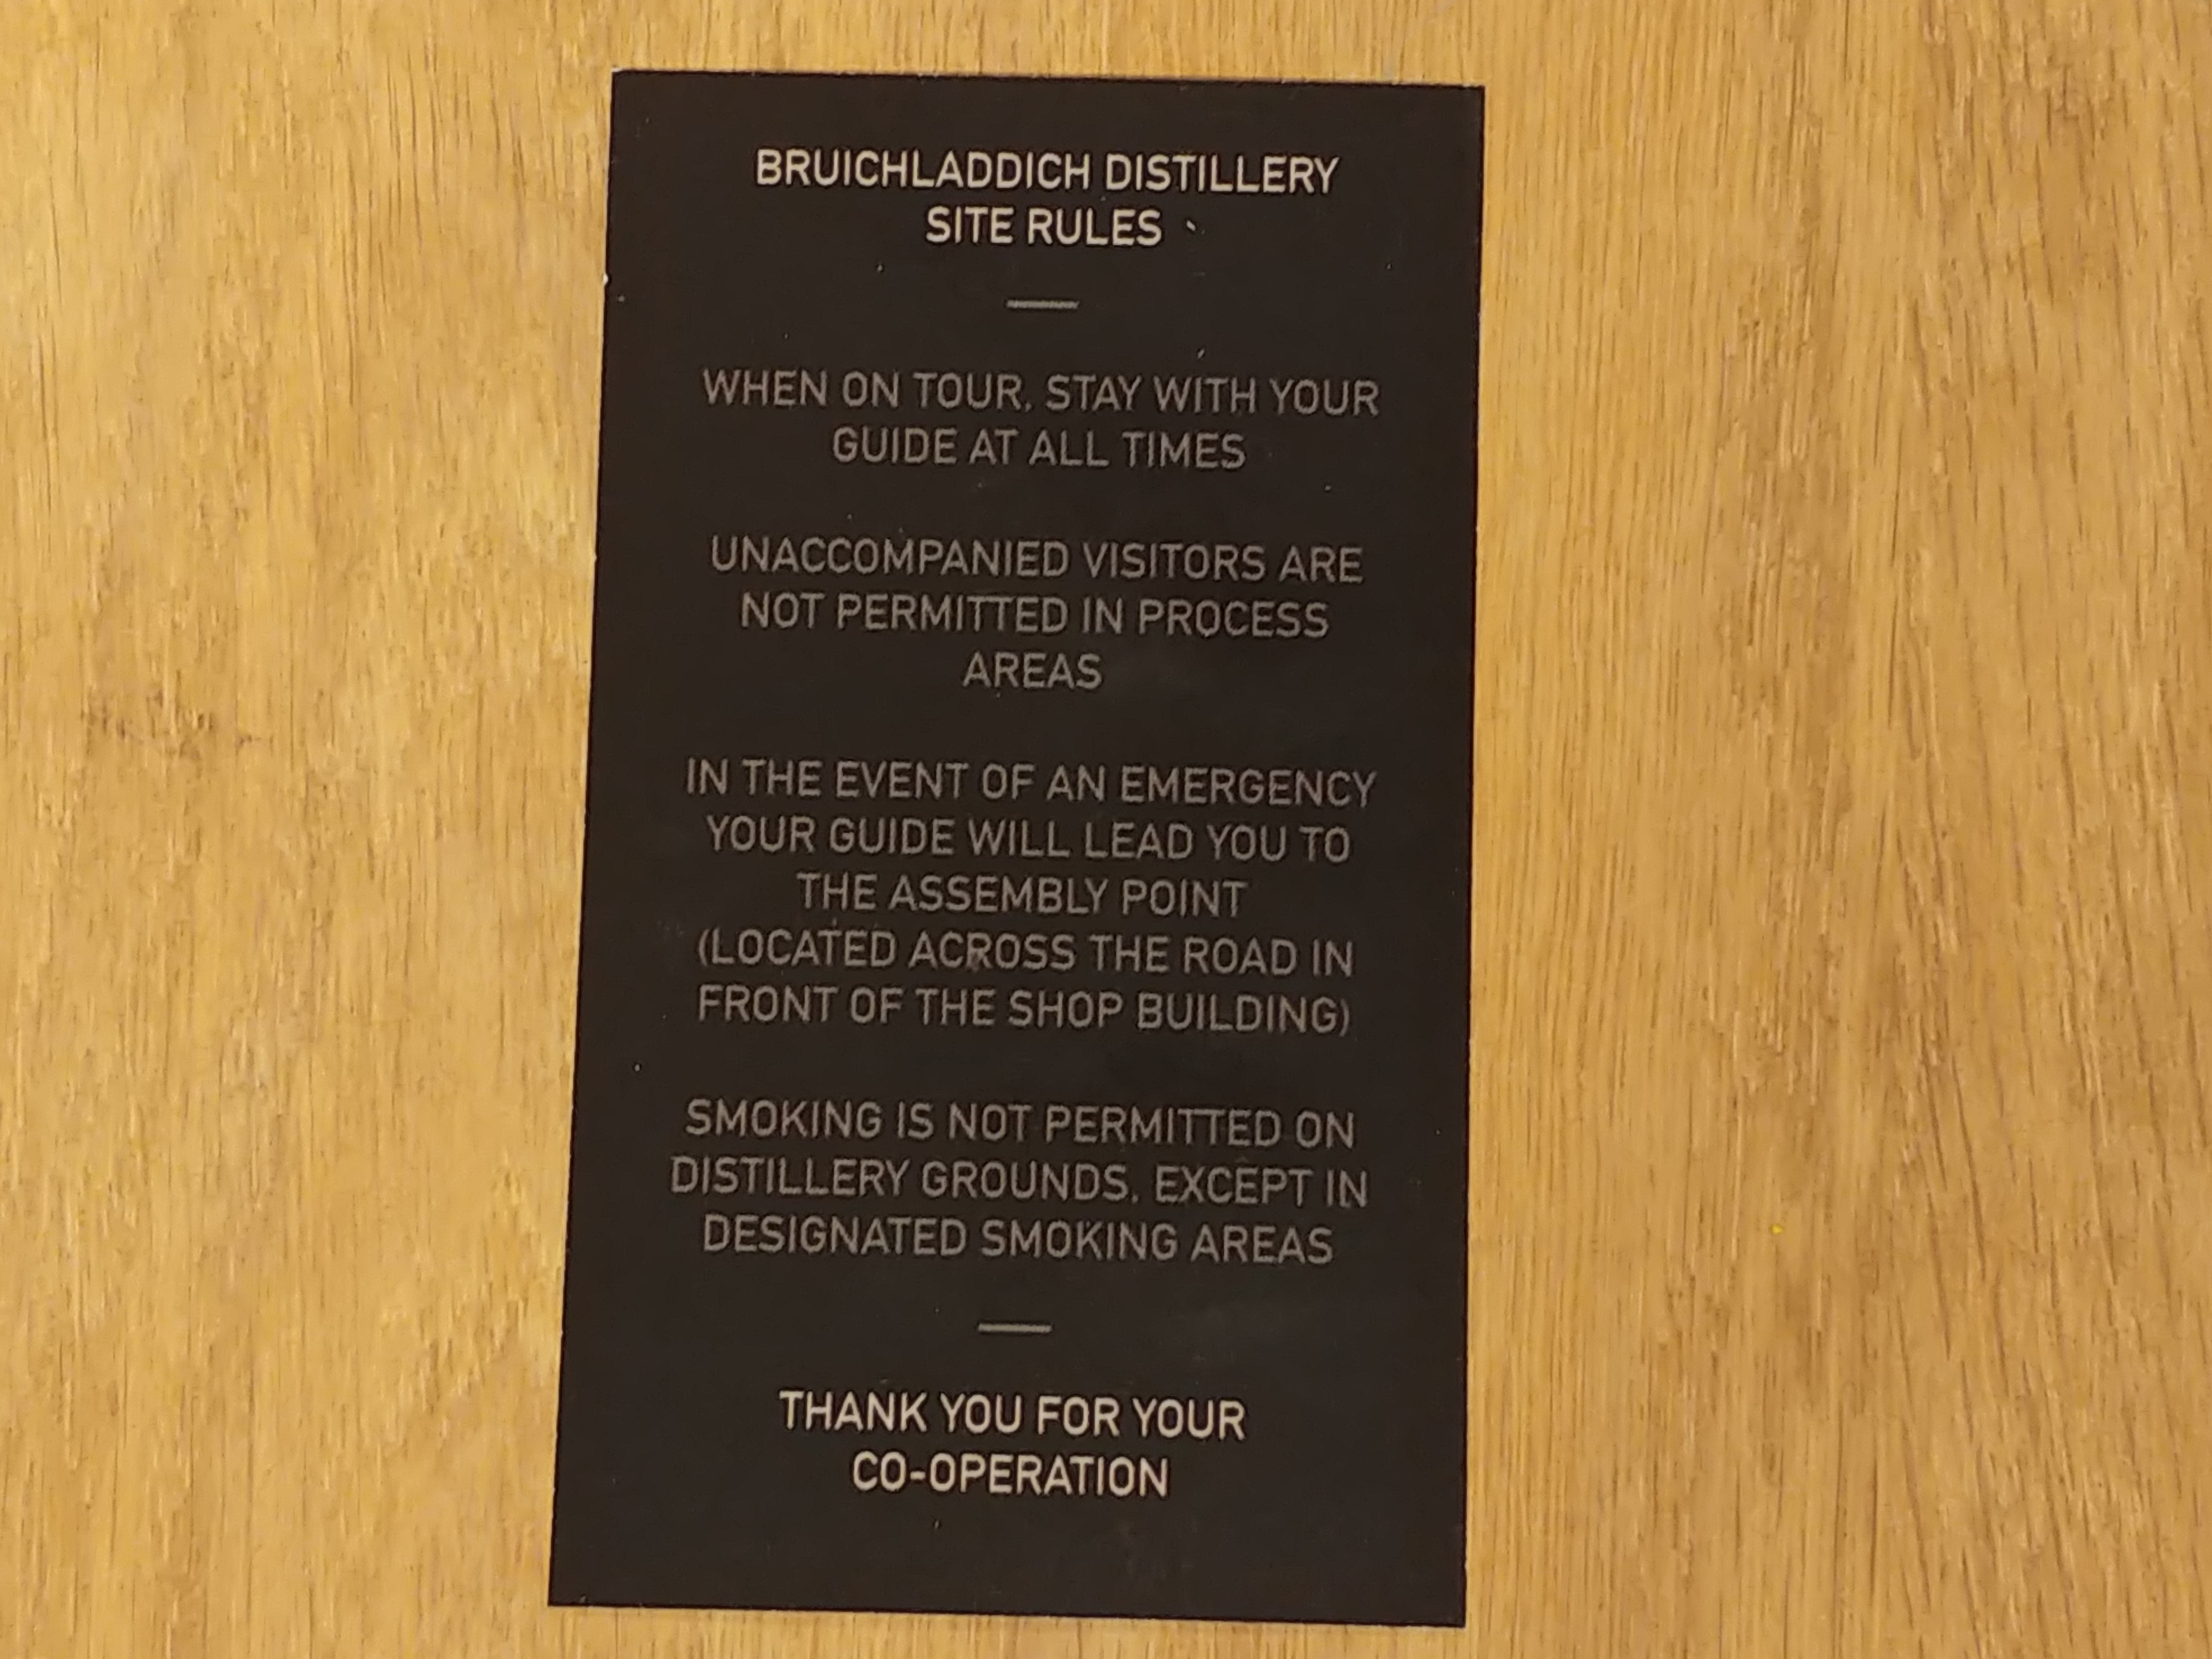 BRUICHLADDICH DISTILLERY
SITE RULES
WHEN ON TOUR, STAY WITH YOUR
GUIDE AT ALL TIMES
UNACCOMPANIED VISITORS ARE
NOT PERMITTED IN PROCESS
AREAS
IN THE EVENT OF AN EMERGENCY
YOUR GUIDE WILL LEAD YOU TO
THE ASSEMBLY POINT
(LOCATED ACROSS THE ROAD IN
FRONT OF THE SHOP BUILDING)
SMOKING IS NOT PERMITTED ON
DISTILLERY GROUNDS, EXCEPT IN
DESIGNATED SMOKING AREAS
THANK YOU FOR YOUR
CO-OPERATION